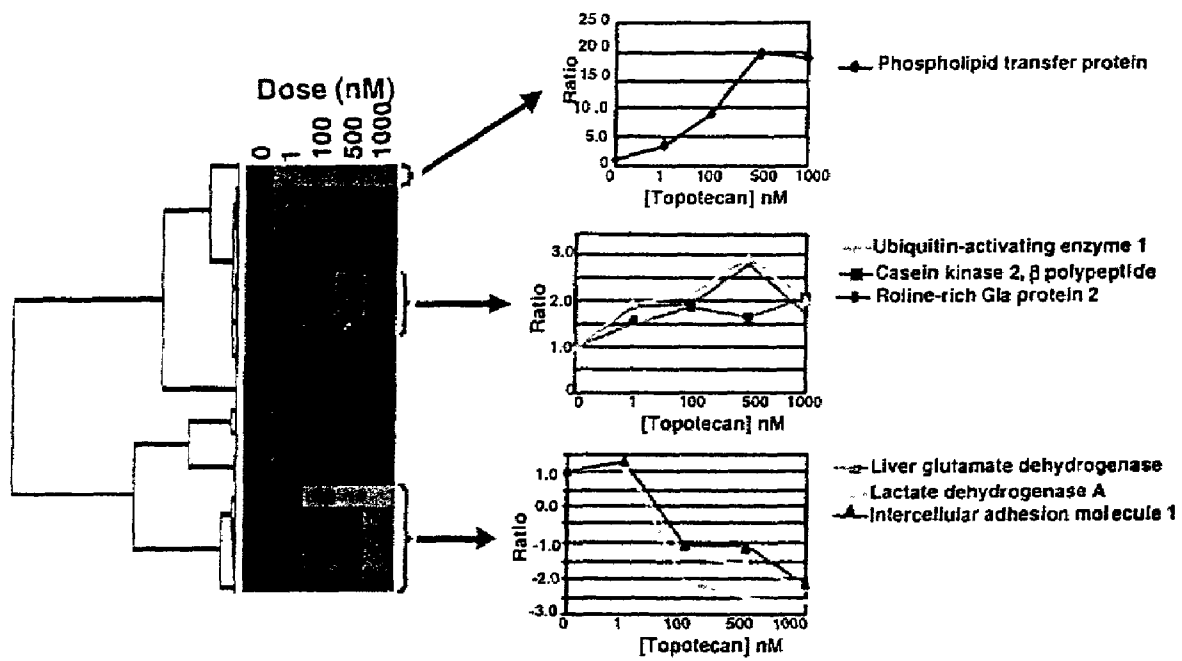 Dose (nM)
0 1 100 500 1000
25 0
20 0
15 0
10.0
5.0
0
Ratio
0 1 100 500 1000
[Topotecan] nM
Phospholipid transfer protein
3.0
2.0
1.0
0
Ratio
0 1 100 500 1000
[Topotecan] nM
Ubiquitin-activating enzyme 1
Casein kinase 2, β polypeptide
Roline-rich Gla protein 2
1.0
0.0
-1.0
-2.0
-3.0
Ratio
0 1 100 500 1000
[Topotecan] nM
Liver glutamate dehydrogenase
Lactate dehydrogenase A
Intercellular adhesion molecule 1